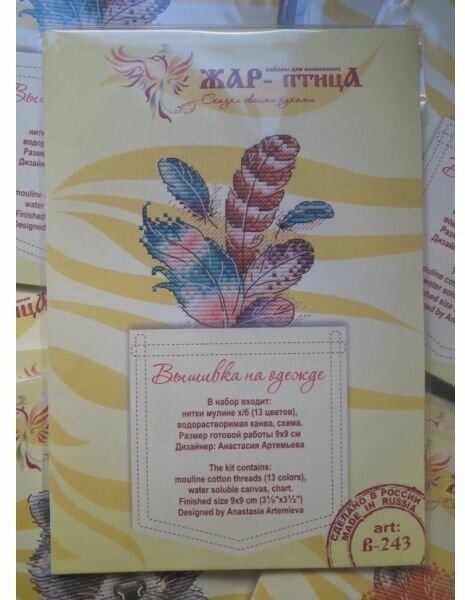 наборы для вышивания
ЖАР-ПТИЦА
Сказка своими руками
Вышивка на одежде
В набор входит:
нитки мулине х/б (13 цветов),
водорастворимая канва, схема.
Размер готовой работы 9х9 см
Дизайнер: Анастасия Артемьева
The kit contains:
mouline cotton threads (13 colors),
water soluble canvas, chart.
Finished size 9x9 cm (3½"x3½")
Designed by Anastasia Artemieva
СДЕЛАНО В РОССИИ
MADE IN RUSSIA
art:
В-243